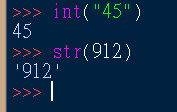 >>> int("45")
45
>>> str(912)
'912'
>>>